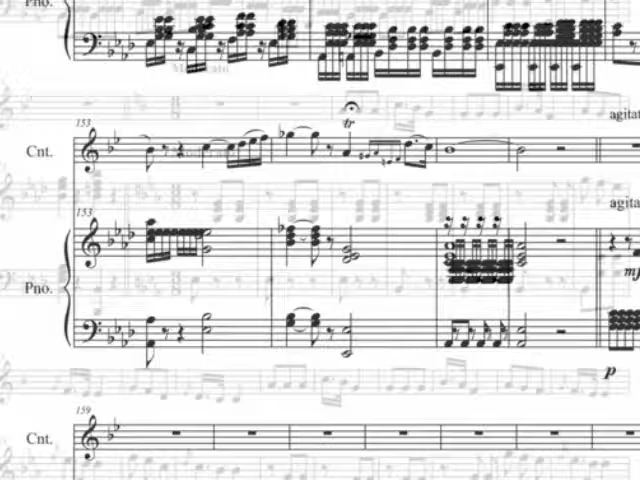 Pno.
153
agitat
Cnt.
tr
153
agita
Pno.
mf
p
159
Cnt.